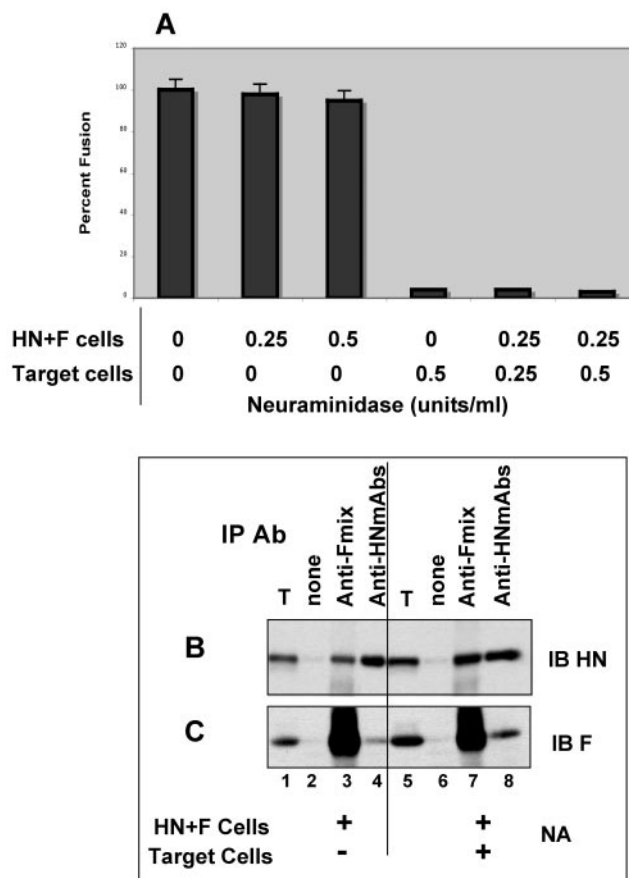 A
120
100
80
60
40
20
0
Percent Fusion
HN+F cells 0 0.25 0.5 0 0.25 0.25
Target cells 0 0 0 0.5 0.25 0.5
Neuraminidase (units/ml)
IP Ab
T none Anti-Fmix Anti-HNmAbs T none Anti-Fmix Anti-HNmAbs
B IB HN
C IB F
1 2 3 4 5 6 7 8
HN+F Cells + + NA
Target Cells - +